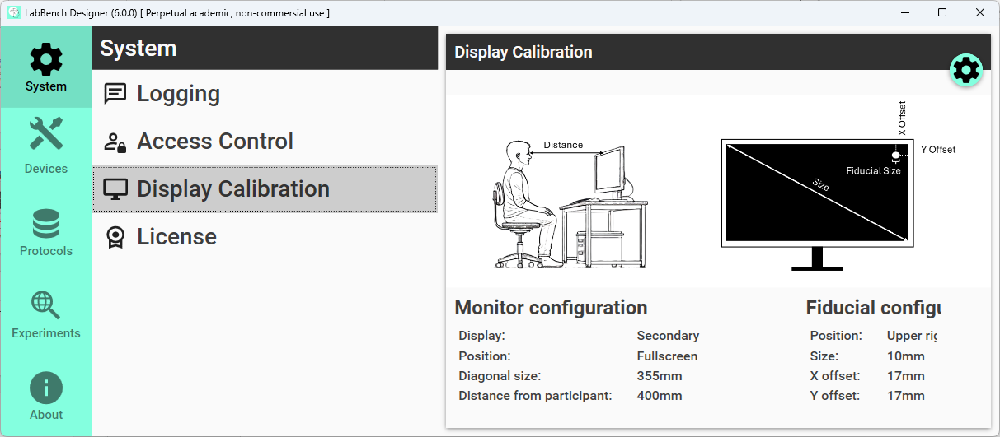 LabBench Designer (6.0.0) [ Perpetual academic, non-commersial use ]
System
Devices
Protocols
Experiments
About
System
Logging
Access Control
Display Calibration
License
Display Calibration
Distance
X Offset
Y Offset
Fiducial Size
Size
Monitor configuration
Display: Secondary
Position: Fullscreen
Diagonal size: 355mm
Distance from participant: 400mm
Fiducial configu
Position: Upper rig
Size: 10mm
X offset: 17mm
Y offset: 17mm